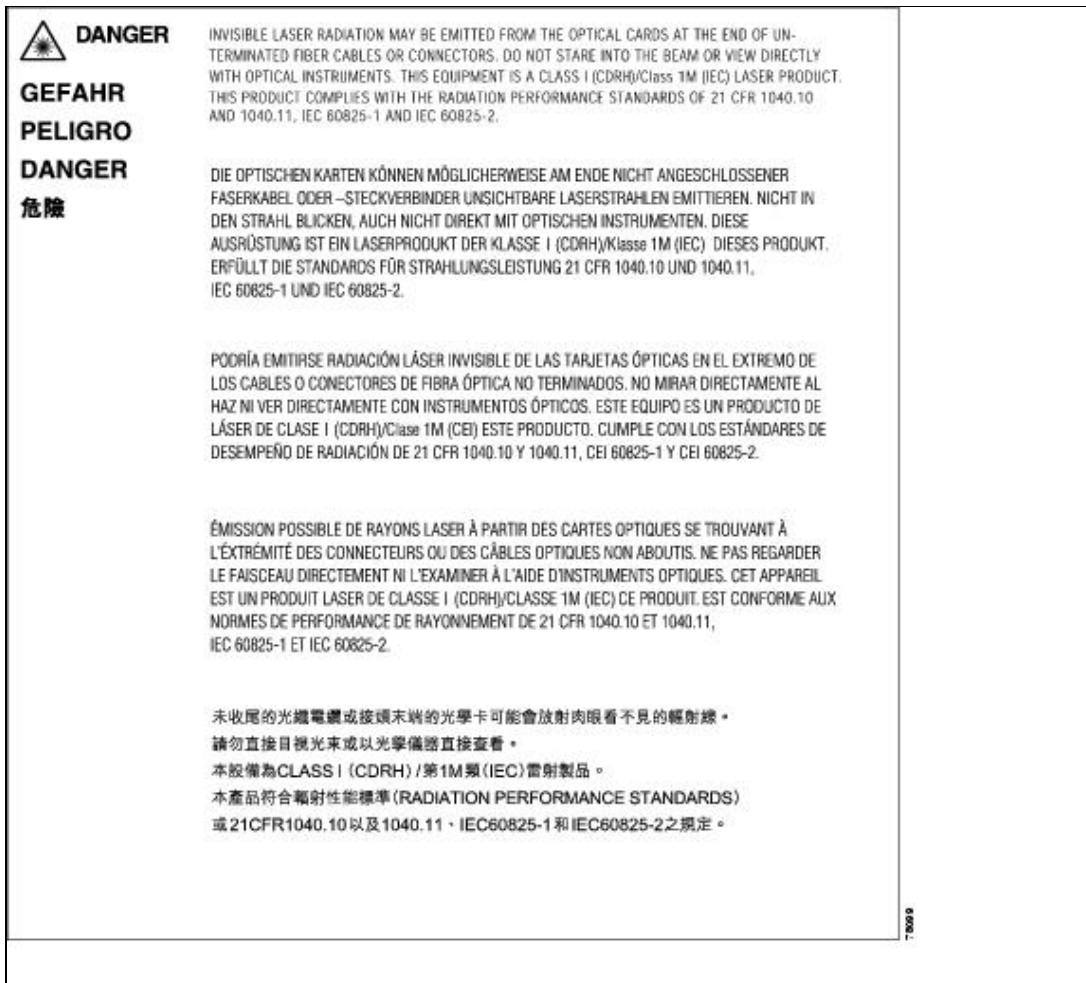 DANGER
GEFAHR
PELIGRO
DANGER
危險
INVISIBLE LASER RADIATION MAY BE EMITTED FROM THE OPTICAL CARDS AT THE END OF UN-
TERMINATED FIBER CABLES OR CONNECTORS. DO NOT STARE INTO THE BEAM OR VIEW DIRECTLY
WITH OPTICAL INSTRUMENTS. THIS EQUIPMENT IS A CLASS I (CDRH)/Class 1M (IEC) LASER PRODUCT.
THIS PRODUCT COMPLIES WITH THE RADIATION PERFORMANCE STANDARDS OF 21 CFR 1040.10
AND 1040.11, IEC 60825-1 AND IEC 60825-2.
DIE OPTISCHEN KARTEN KÖNNEN MÖGLICHERWEISE AM ENDE NICHT ANGESCHLOSSENER
FASERKABEL ODER –STECKVERBINDER UNSICHTBARE LASERSTRAHLEN EMITTIEREN. NICHT IN
DEN STRAHL BLICKEN, AUCH NICHT DIREKT MIT OPTISCHEN INSTRUMENTEN. DIESE
AUSRÜSTUNG IST EIN LASERPRODUKT DER KLASSE I (CDRH)/Klasse 1M (IEC) DIESES PRODUKT.
ERFÜLLT DIE STANDARDS FÜR STRAHLUNGSLEISTUNG 21 CFR 1040.10 UND 1040.11,
IEC 60825-1 UND IEC 60825-2.
PODRÍA EMITIRSE RADIACIÓN LÁSER INVISIBLE DE LAS TARJETAS ÓPTICAS EN EL EXTREMO DE
LOS CABLES O CONECTORES DE FIBRA ÓPTICA NO TERMINADOS. NO MIRAR DIRECTAMENTE AL
HAZ NI VER DIRECTAMENTE CON INSTRUMENTOS ÓPTICOS. ESTE EQUIPO ES UN PRODUCTO DE
LÁSER DE CLASE I (CDRH)/Clase 1M (CEI) ESTE PRODUCTO. CUMPLE CON LOS ESTÁNDARES DE
DESEMPEÑO DE RADIACIÓN DE 21 CFR 1040.10 Y 1040.11, CEI 60825-1 Y CEI 60825-2.
ÉMISSION POSSIBLE DE RAYONS LASER À PARTIR DES CARTES OPTIQUES SE TROUVANT À
L'ÉXTRÉMITÉ DES CONNECTEURS OU DES CÂBLES OPTIQUES NON ABOUTIS. NE PAS REGARDER
LE FAISCEAU DIRECTEMENT NI L'EXAMINER À L'AIDE D'INSTRUMENTS OPTIQUES. CET APPAREIL
EST UN PRODUIT LASER DE CLASSE I (CDRH)/CLASSE 1M (IEC) CE PRODUIT. EST CONFORME AUX
NORMES DE PERFORMANCE DE RAYONNEMENT DE 21 CFR 1040.10 ET 1040.11,
IEC 60825-1 ET IEC 60825-2.
未收尾的光纖電纜或接頭末端的光學卡可能會放射肉眼看不見的輻射線。
請勿直接目視光束或以光學儀器直接查看。
本設備為CLASS I (CDRH) /第1M類(IEC)雷射製品。
本產品符合輻射性能標準(RADIATION PERFORMANCE STANDARDS)
或21CFR1040.10以及1040.11、IEC60825-1和IEC60825-2之規定。
78099